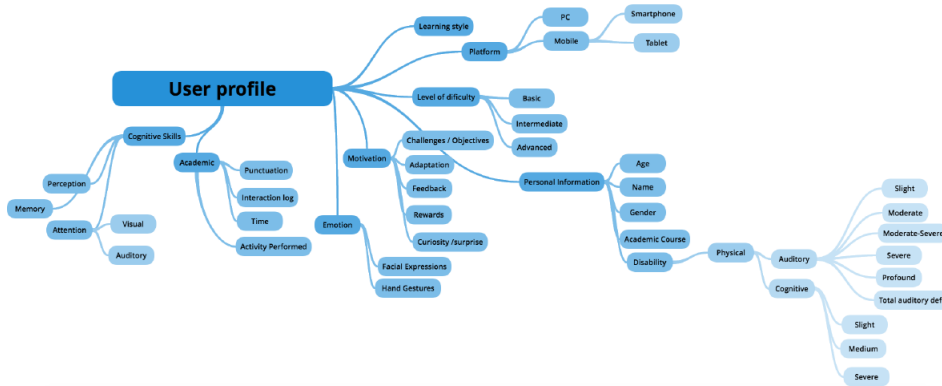 User profile
Learning style
Platform
PC
Mobile
Smartphone
Tablet
Level of dificulty
Basic
Intermediate
Advanced
Cognitive Skills
Perception
Memory
Attention
Visual
Auditory
Academic
Punctuation
Interaction log
Time
Activity Performed
Motivation
Challenges / Objectives
Adaptation
Feedback
Rewards
Curiosity /surprise
Emotion
Facial Expressions
Hand Gestures
Personal Information
Age
Name
Gender
Academic Course
Disability
Physical
Auditory
Slight
Moderate
Moderate-Severe
Severe
Profound
Total auditory def
Cognitive
Slight
Medium
Severe